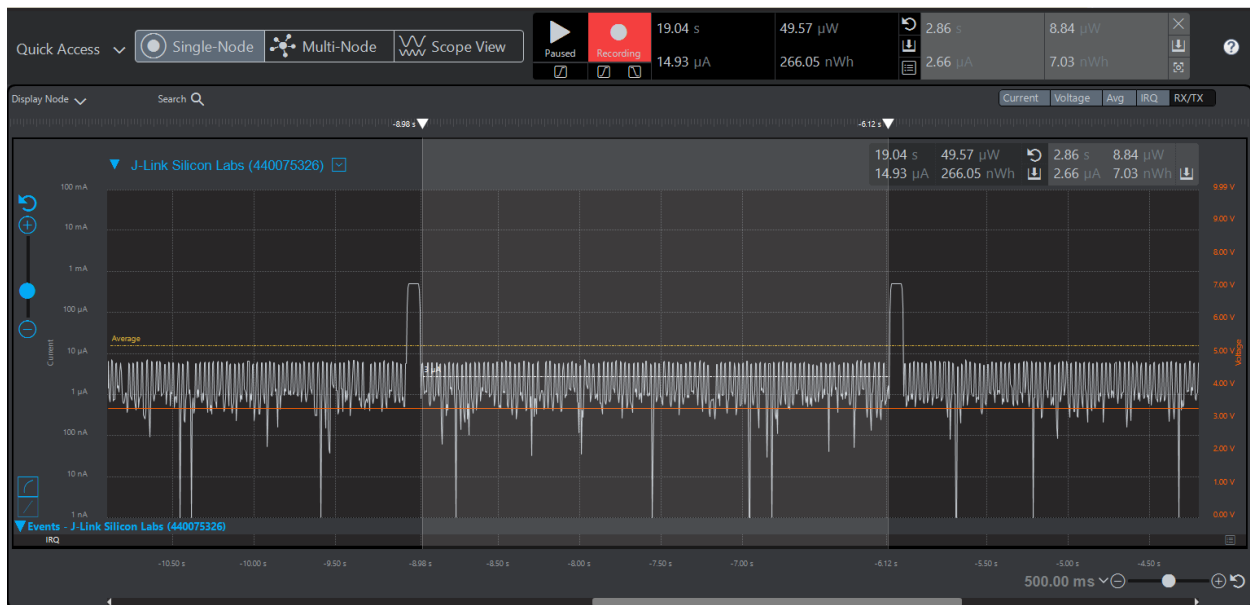 Quick Access
Single-Node
Multi-Node
Scope View
Paused
Recording
19.04 s 49.57 µW
14.93 µA 266.05 nWh
2.86 s 8.84 µW
2.66 µA 7.03 nWh
Display Node
Search
Current Voltage Avg IRQ RX/TX
-8.98 s -6.12 s
J-Link Silicon Labs (440075326)
19.04 s 49.57 µW 2.86 s 8.84 µW
14.93 µA 266.05 nWh 2.66 µA 7.03 nWh
100 mA
10 mA
1 mA
100 µA
10 µA
1 µA
100 nA
10 nA
1 nA
Current
Average
3 µA
9.99 V
9.00 V
8.00 V
7.00 V
6.00 V
5.00 V
4.00 V
3.00 V
2.00 V
1.00 V
0.00 V
Voltage
Events - J-Link Silicon Labs (440075326)
IRQ
-10.50 s -10.00 s -9.50 s -8.98 s -8.50 s -8.00 s -7.50 s -7.00 s -6.12 s -5.50 s -5.00 s -4.50 s
500.00 ms